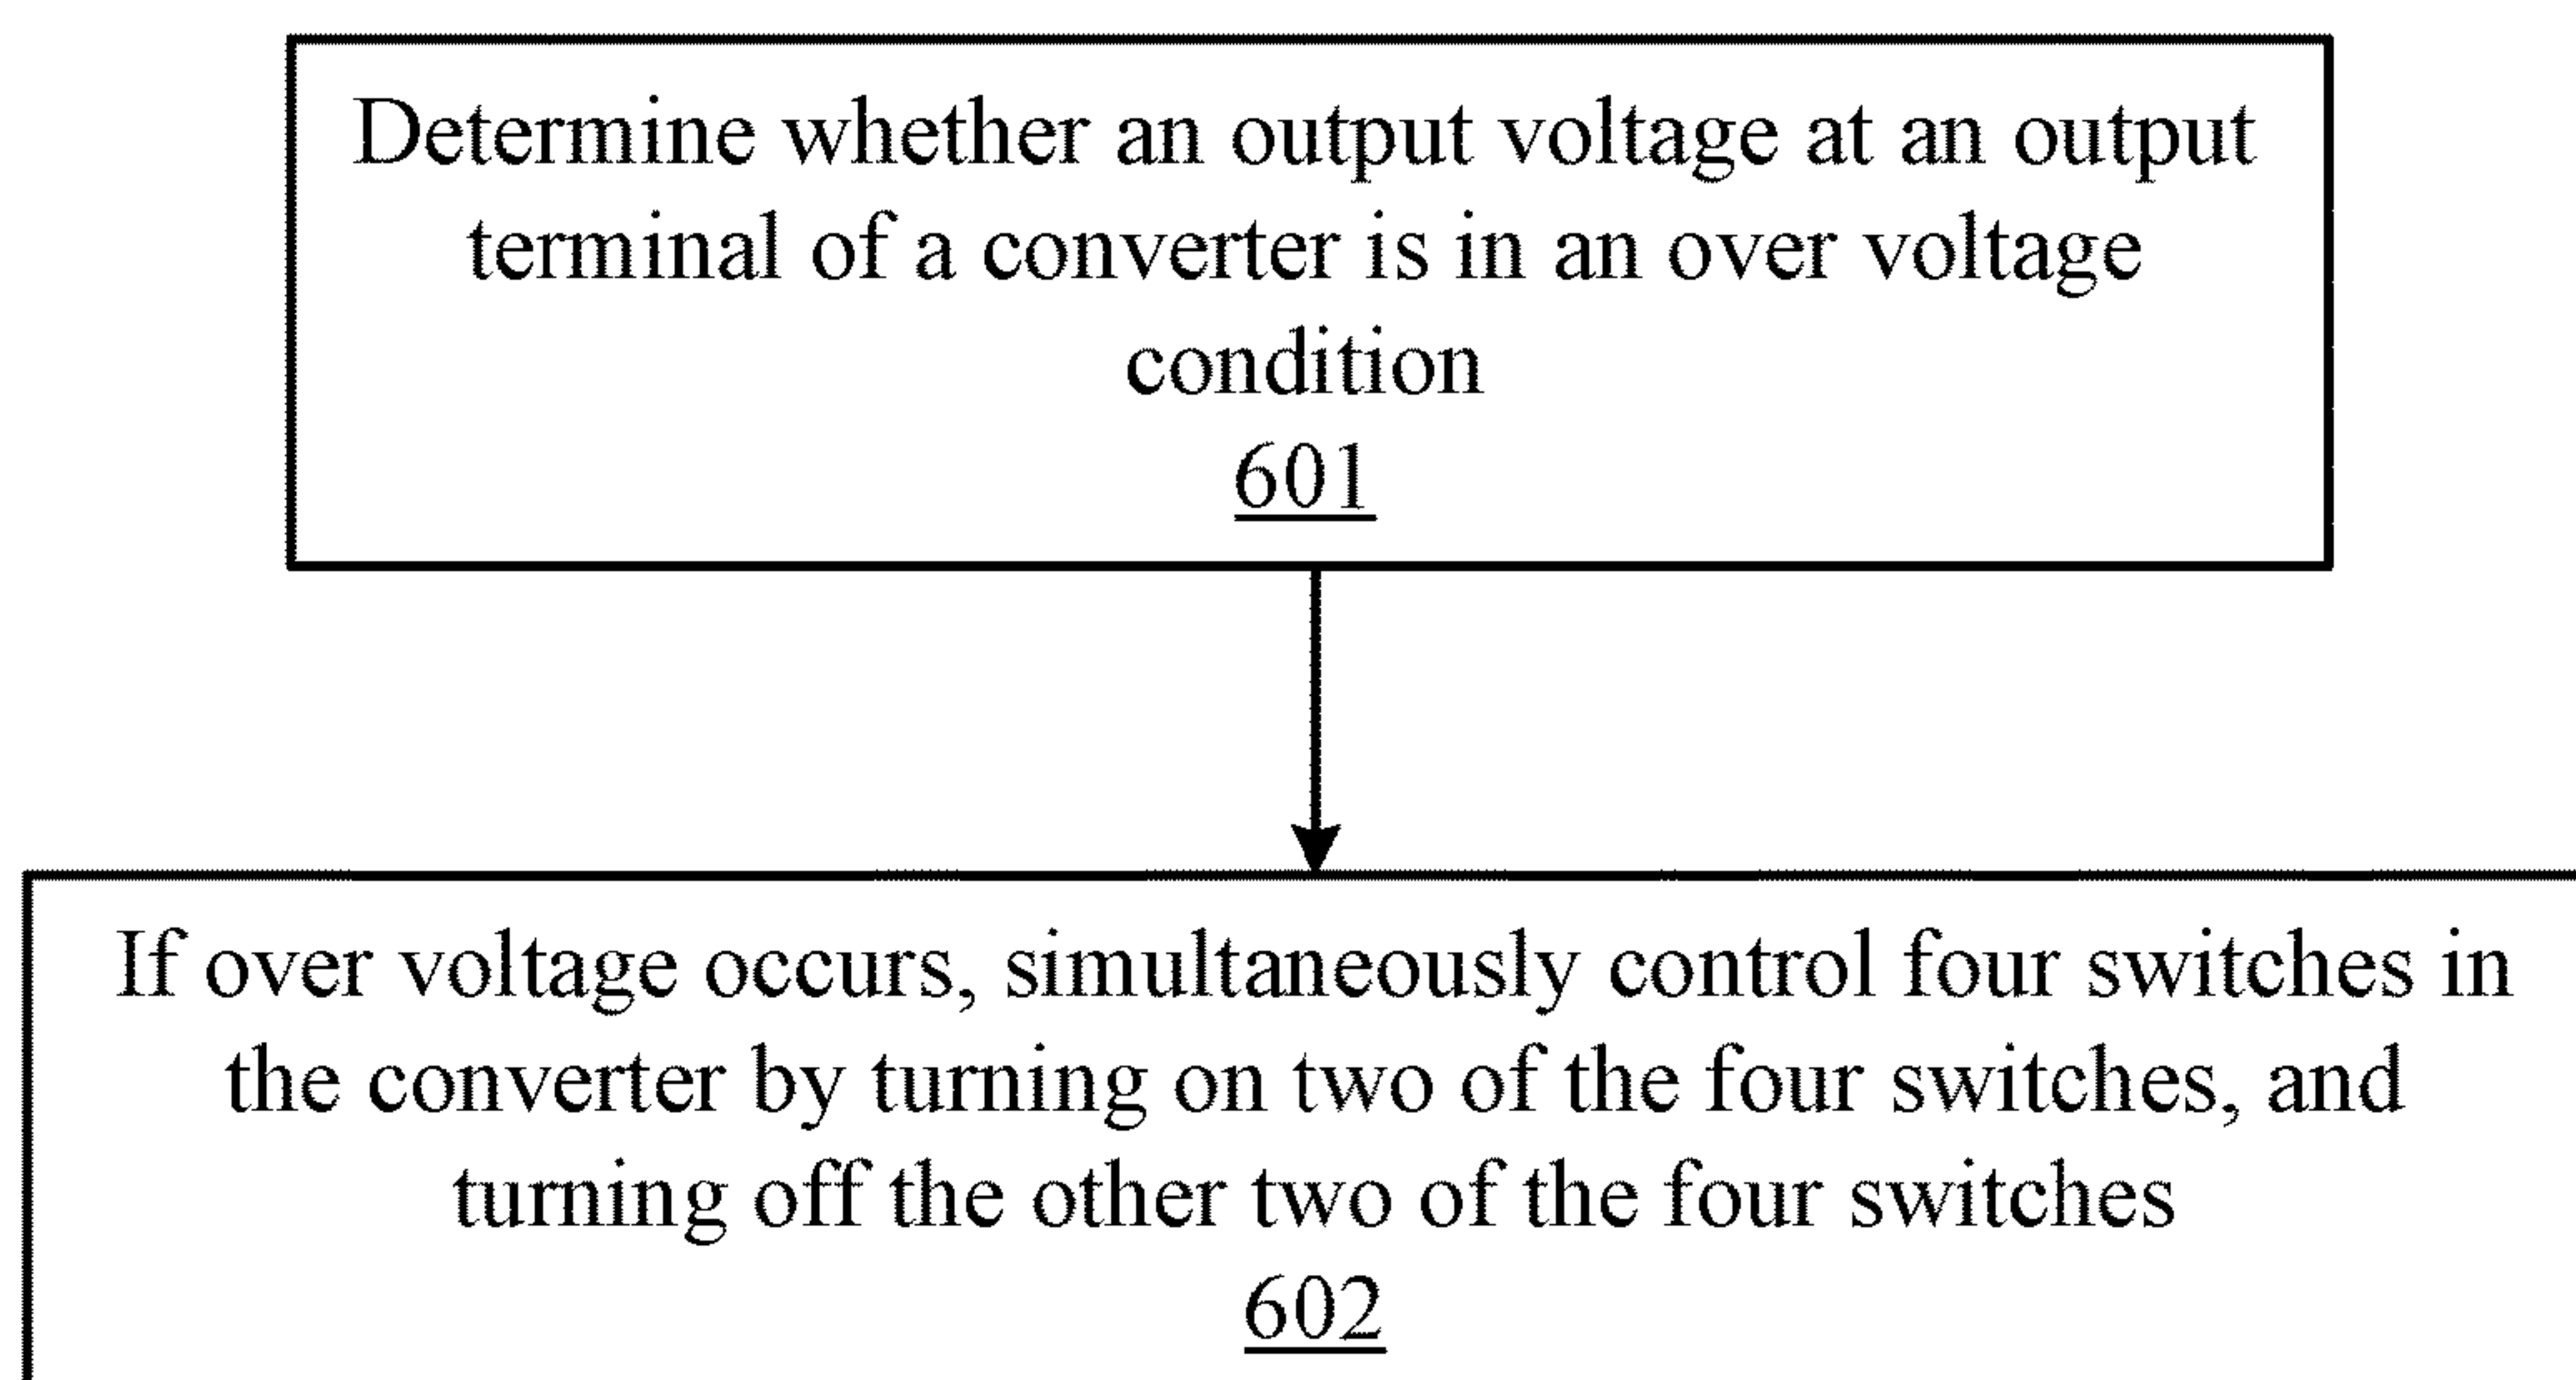 Determine whether an output voltage at an output
terminal of a converter is in an over voltage
condition
601
If over voltage occurs, simultaneously control four switches in
the converter by turning on two of the four switches, and
turning off the other two of the four switches
602